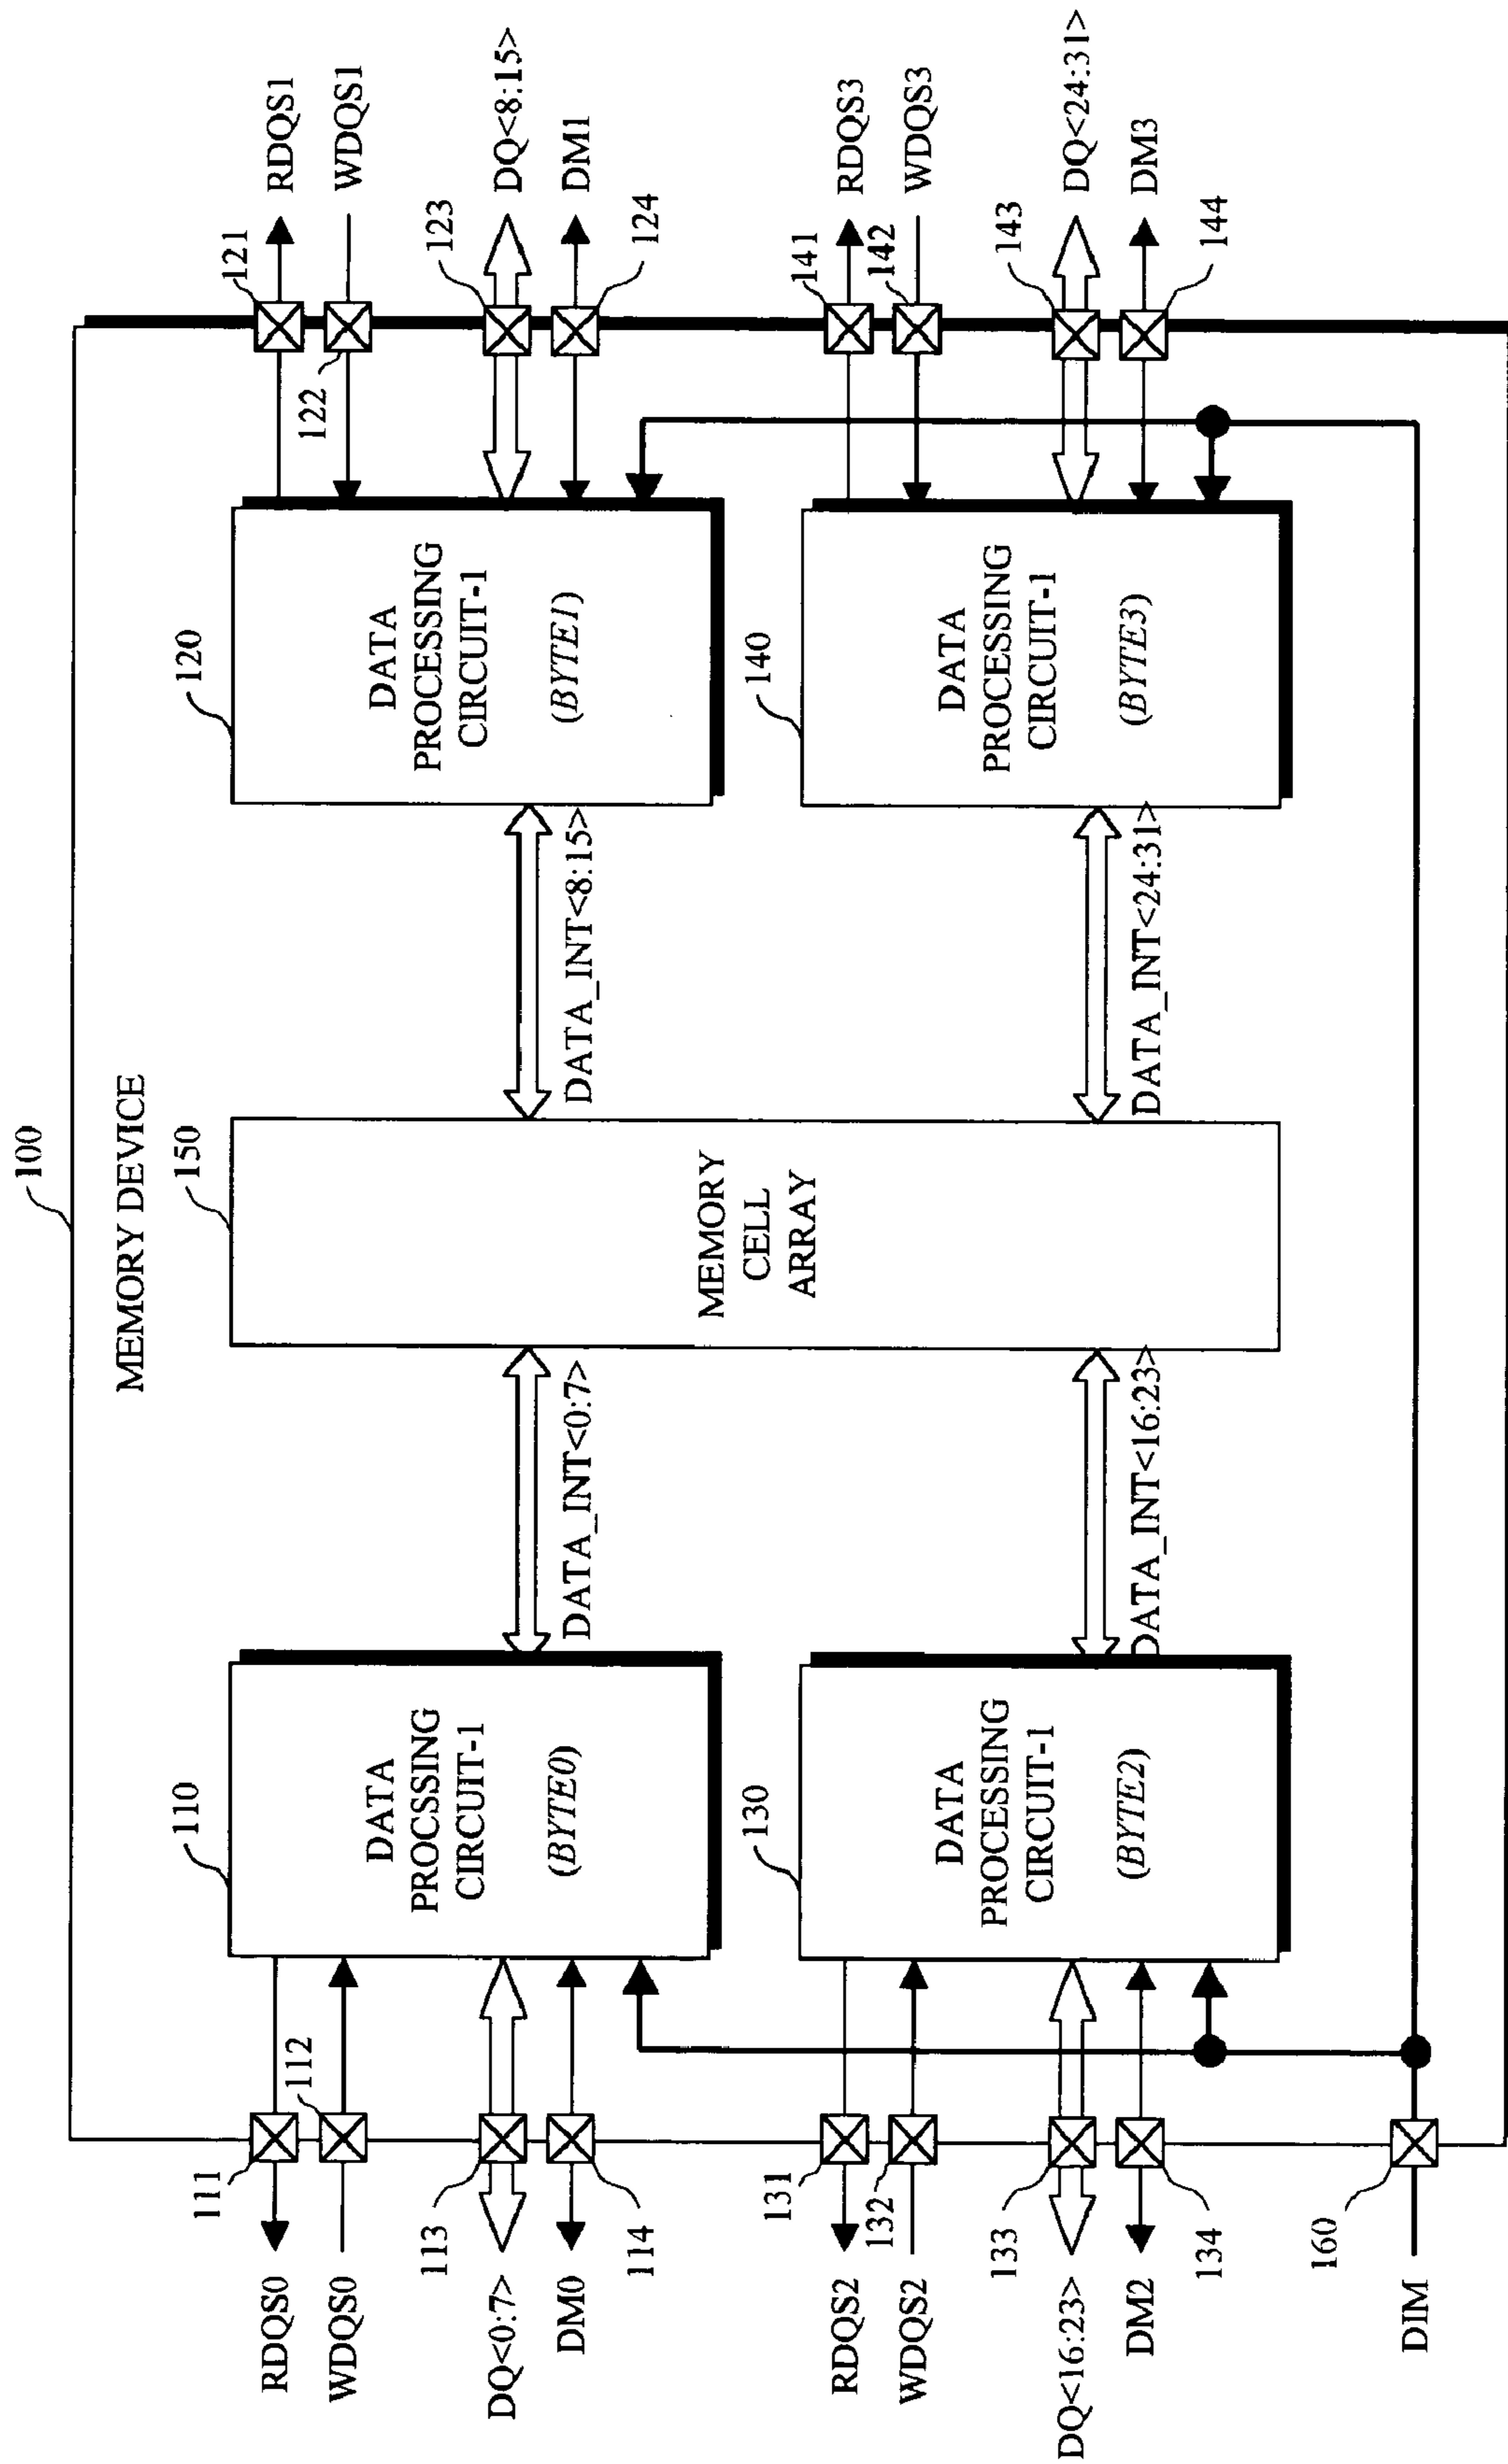 100
MEMORY DEVICE
RDQS0
111
WDQS0
112
DQ<0:7>
113
DM0
114
110
DATA
PROCSSING
CIRCUIT-1
(BYTE0)
DATA_INT<0:7>
150
MEMORY
CELL
ARRAY
DATA_INT<8:15>
120
DATA
PROCESSING
CIRCUIT-1
(BYTE1)
121
RDQS1
122
WDQS1
123
DQ<8:15>
124
DM1
RDQS2
131
WDQS2
132
DQ<16:23>
133
DM2
134
130
DATA
PROCESSING
CIRCUIT-1
(BYTE2)
DATA_INT<16:23>
DATA_INT<24:31>
140
DATA
PROCESSING
CIRCUIT-1
(BYTE3)
141
RDQS3
142
WDQS3
143
DQ<24:31>
144
DM3
160
DIM